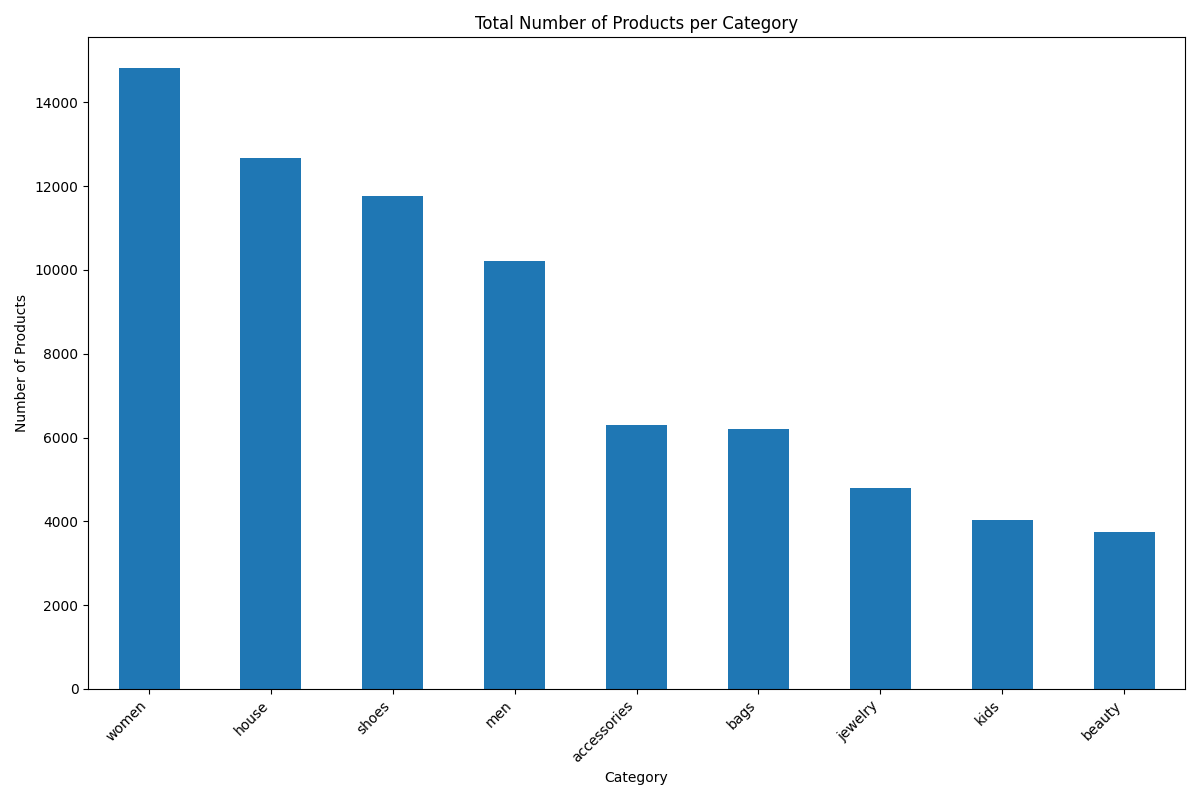 Total Number of Products per Category
Number of Products
14000
12000
10000
8000
6000
4000
2000
0
women
house
shoes
men
accessories
bags
jewelry
kids
beauty
Category